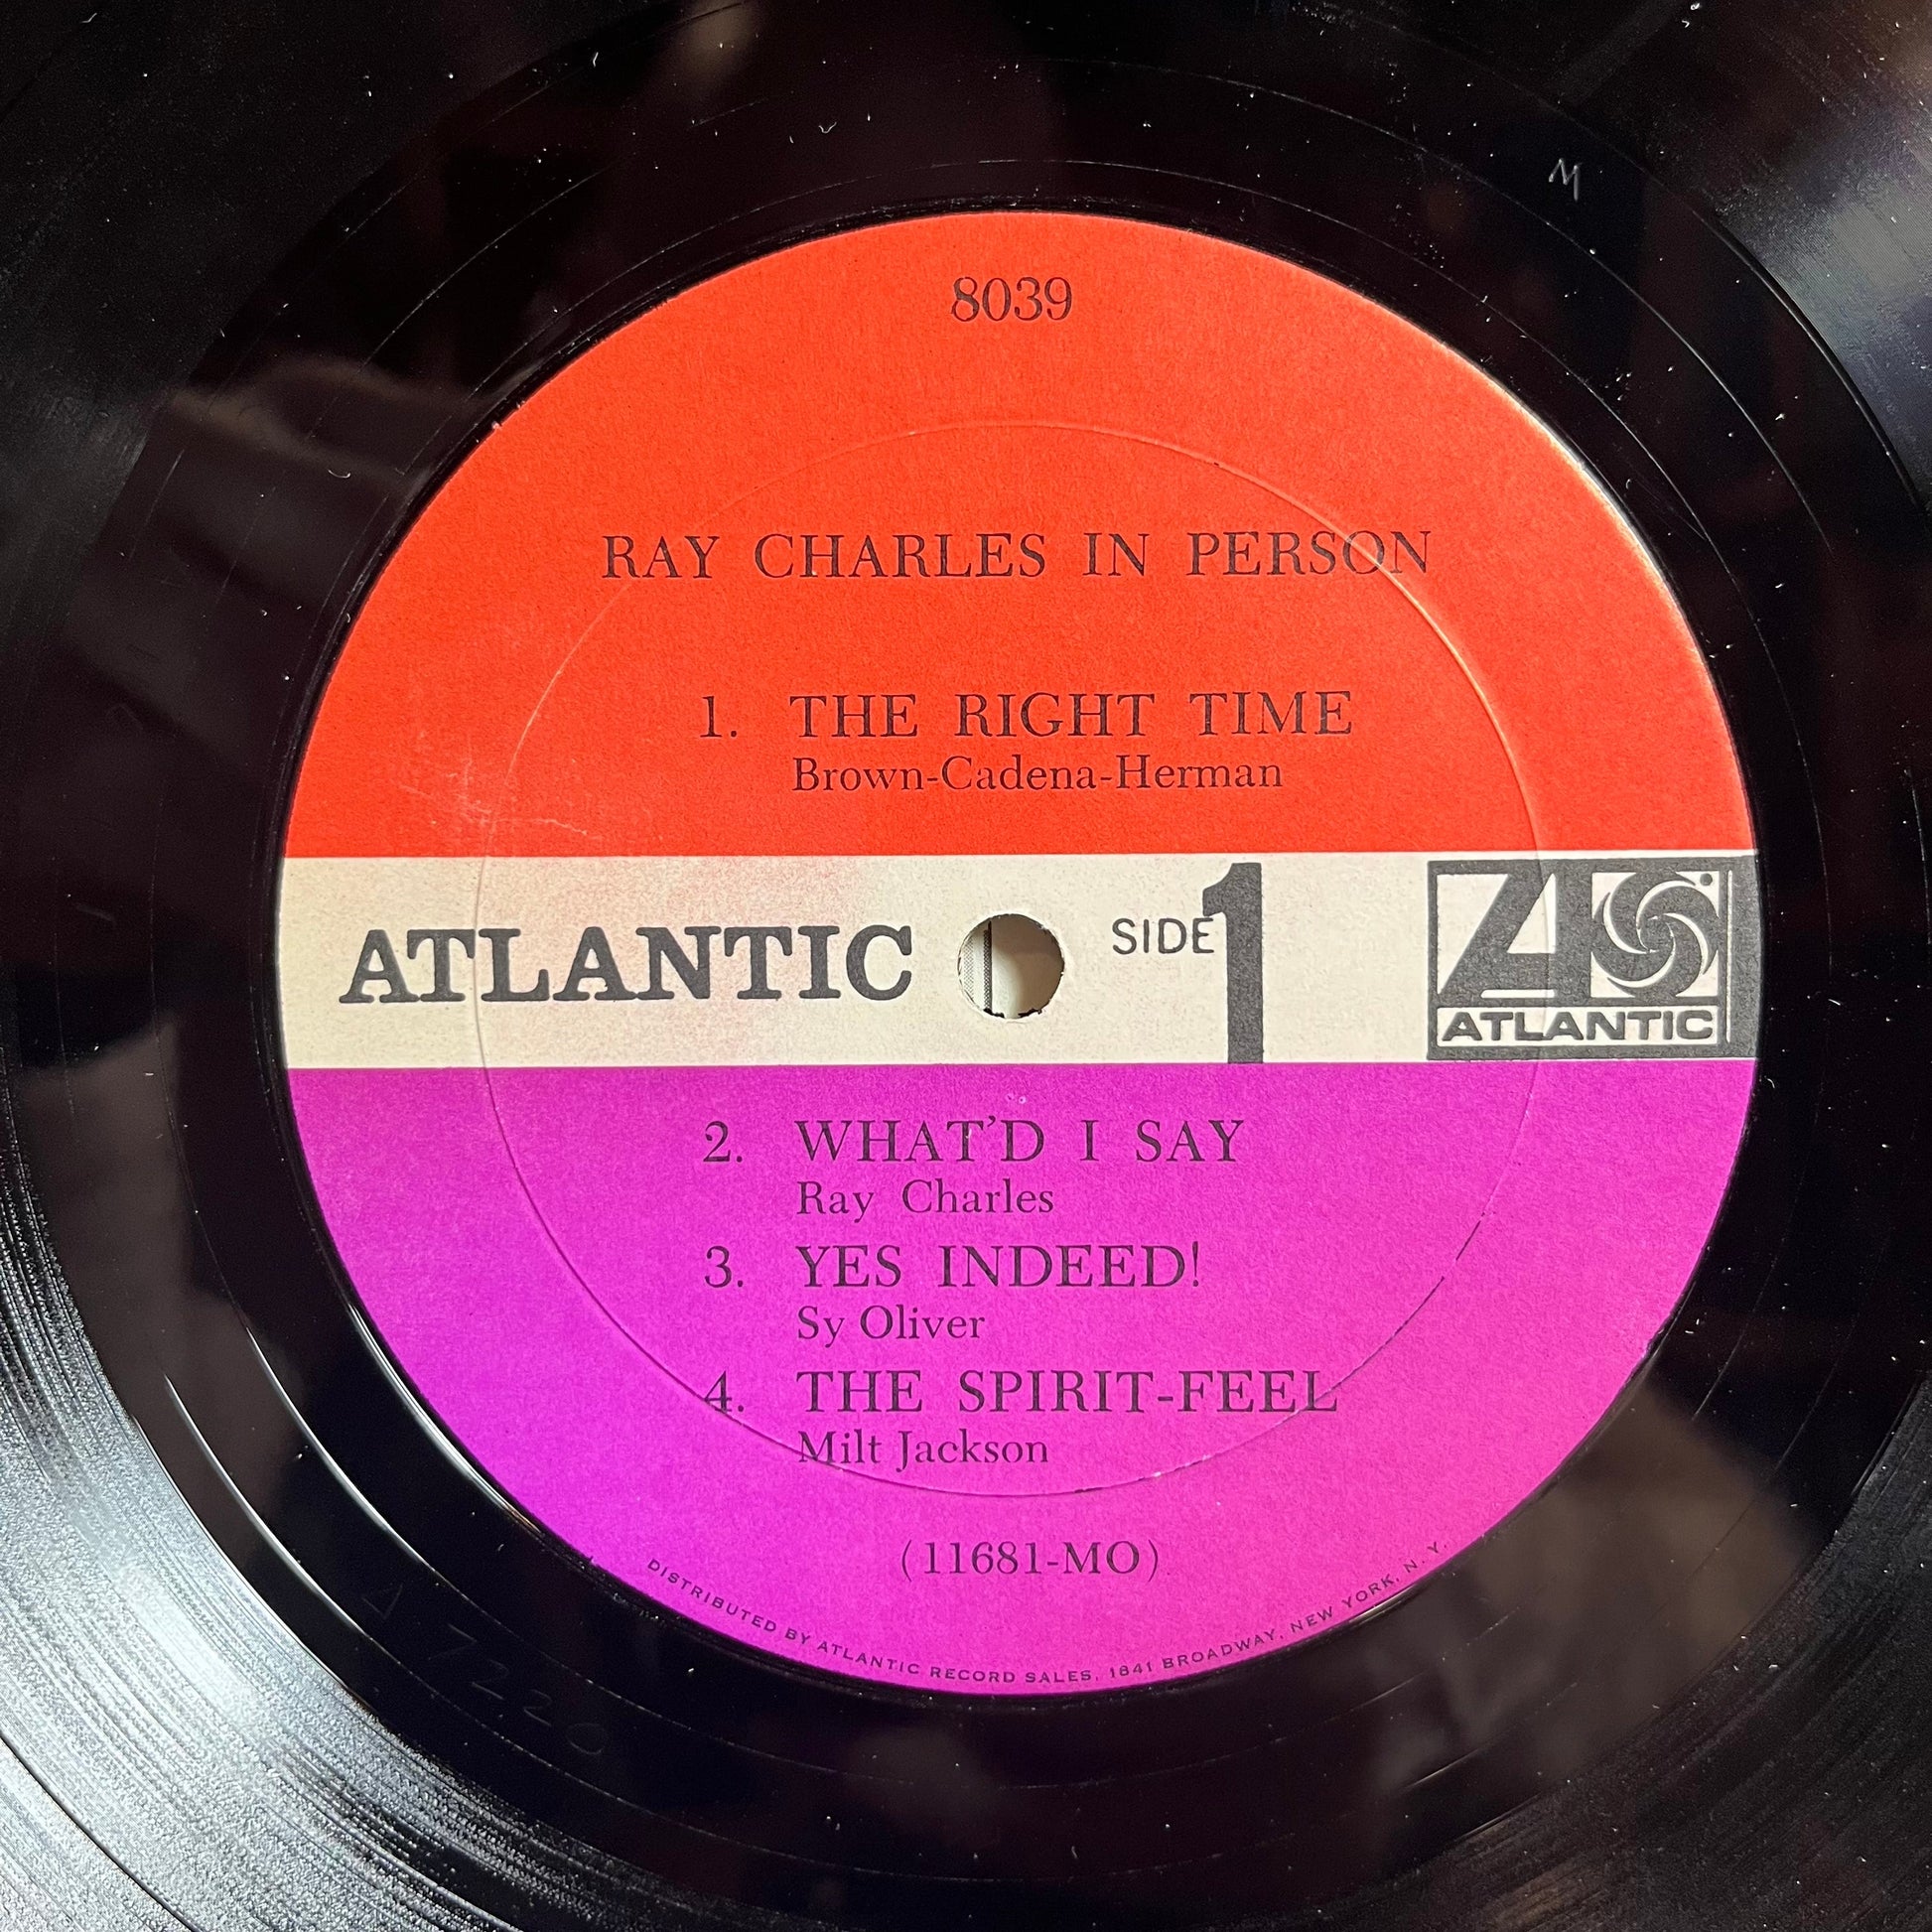 M
8039
RAY CHARLES IN PERSON
1. THE RIGHT TIME
Brown-Cadena-Herman
ATLANTIC
SIDE 1
ATLANTIC
2. WHAT'D I SAY
Ray Charles
3. YES INDEED!
Sy Oliver
4. THE SPIRIT-FEEL
Milt Jackson
(11681-MO)
DISTRIBUTED BY ATLANTIC RECORD SALES, 1841 BROADWAY, NEW YORK, N. Y.
Δ 7220